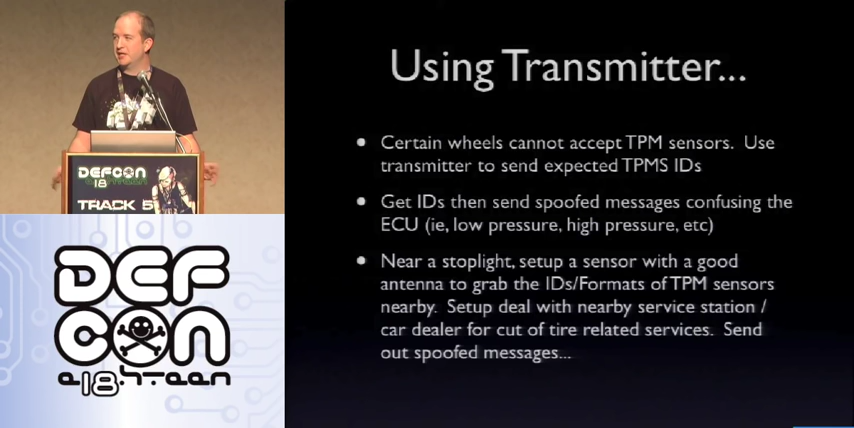 Using Transmitter...
Certain wheels cannot accept TPM sensors. Use
transmitter to send expected TPMS IDs
Get IDs then send spoofed messages confusing the
ECU (ie, low pressure, high pressure, etc)
Near a stoplight, setup a sensor with a good
antenna to grab the IDs/Formats of TPM sensors
nearby. Setup deal with nearby service station /
car dealer for cut of tire related services. Send
out spoofed messages...
DEFCON
18
TRACK 5
DEF
CON
e18hteen